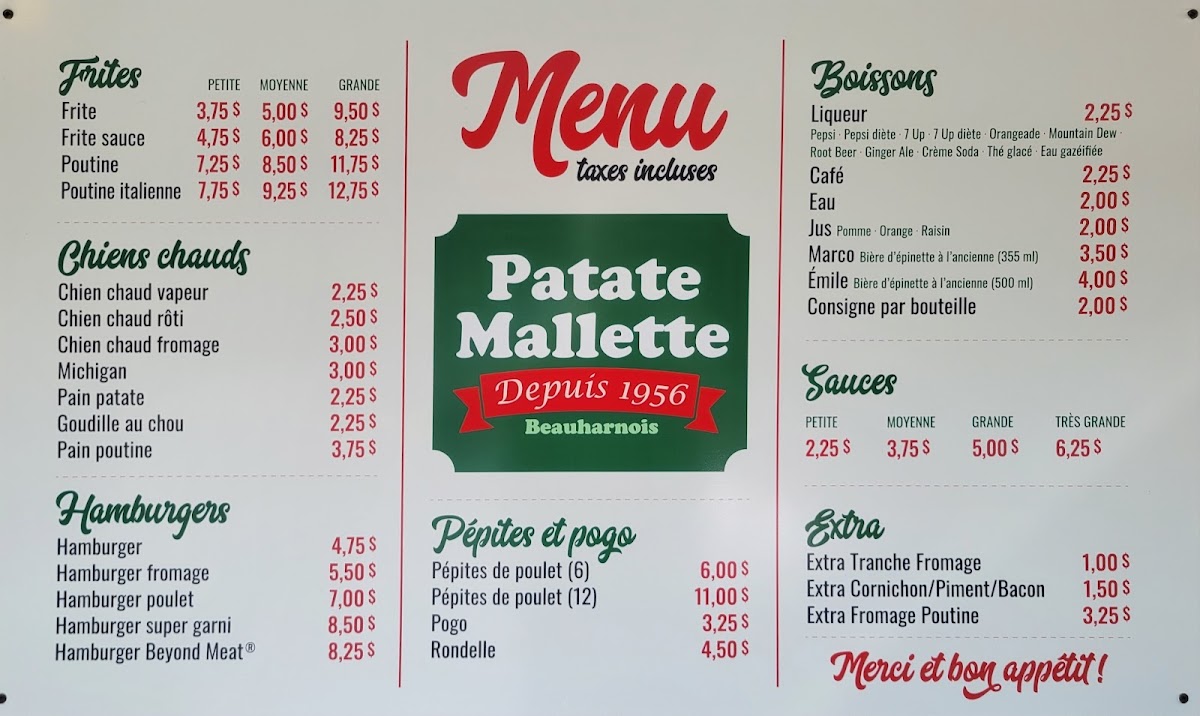 Frites PETITE MOYENNE GRANDE
Frite 3,75 $ 5,00 $ 9,50 $
Frite sauce 4,75 $ 6,00 $ 8,25 $
Poutine 7,25 $ 8,50 $ 11,75 $
Poutine italienne 7,75 $ 9,25 $ 12,75 $
Chiens chauds
Chien chaud vapeur 2,25 $
Chien chaud rôti 2,50 $
Chien chaud fromage 3,00 $
Michigan 3,00 $
Pain patate 2,25 $
Goudille au chou 2,25 $
Pain poutine 3,75 $
Hamburgers
Hamburger 4,75 $
Hamburger fromage 5,50 $
Hamburger poulet 7,00 $
Hamburger super garni 8,50 $
Hamburger Beyond Meat® 8,25 $
Menu
taxes incluses
Patate
Mallette
Depuis 1956
Beauharnois
Pépites et pogo
Pépites de poulet (6) 6,00 $
Pépites de poulet (12) 11,00 $
Pogo 3,25 $
Rondelle 4,50 $
Boissons
Liqueur 2,25 $
Pepsi · Pepsi diète · 7 Up · 7 Up diète · Orangeade · Mountain Dew ·
Root Beer · Ginger Ale · Crème Soda · Thé glacé · Eau gazéifiée
Café 2,25 $
Eau 2,00 $
Jus Pomme · Orange · Raisin 2,00 $
Marco Bière d'épinette à l'ancienne (355 ml) 3,50 $
Émile Bière d'épinette à l'ancienne (500 ml) 4,00 $
Consigne par bouteille 2,00 $
Sauces
PETITE MOYENNE GRANDE TRÈS GRANDE
2,25 $ 3,75 $ 5,00 $ 6,25 $
Extra
Extra Tranche Fromage 1,00 $
Extra Cornichon/Piment/Bacon 1,50 $
Extra Fromage Poutine 3,25 $
Merci et bon appétit !